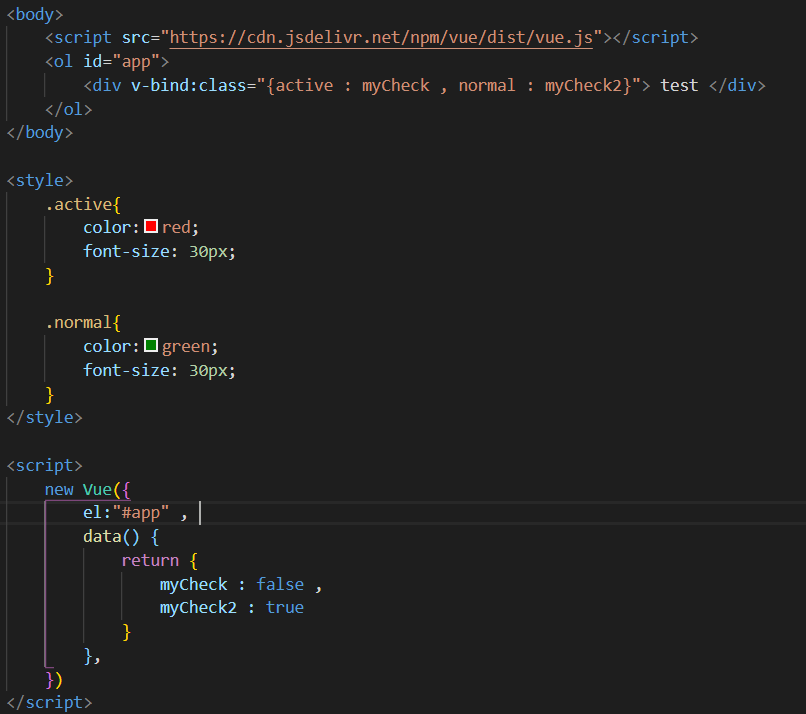 <body>
    <script src="https://cdn.jsdelivr.net/npm/vue/dist/vue.js"></script>
    <ol id="app">
        <div v-bind:class="{active : myCheck , normal : myCheck2}"> test </div>
    </ol>
</body>

<style>
    .active{
        color:red;
        font-size: 30px;
    }

    .normal{
        color:green;
        font-size: 30px;
    }
</style>

<script>
    new Vue({
        el:"#app" ,
        data() {
            return {
                myCheck : false ,
                myCheck2 : true
            }
        },
    })
</script>